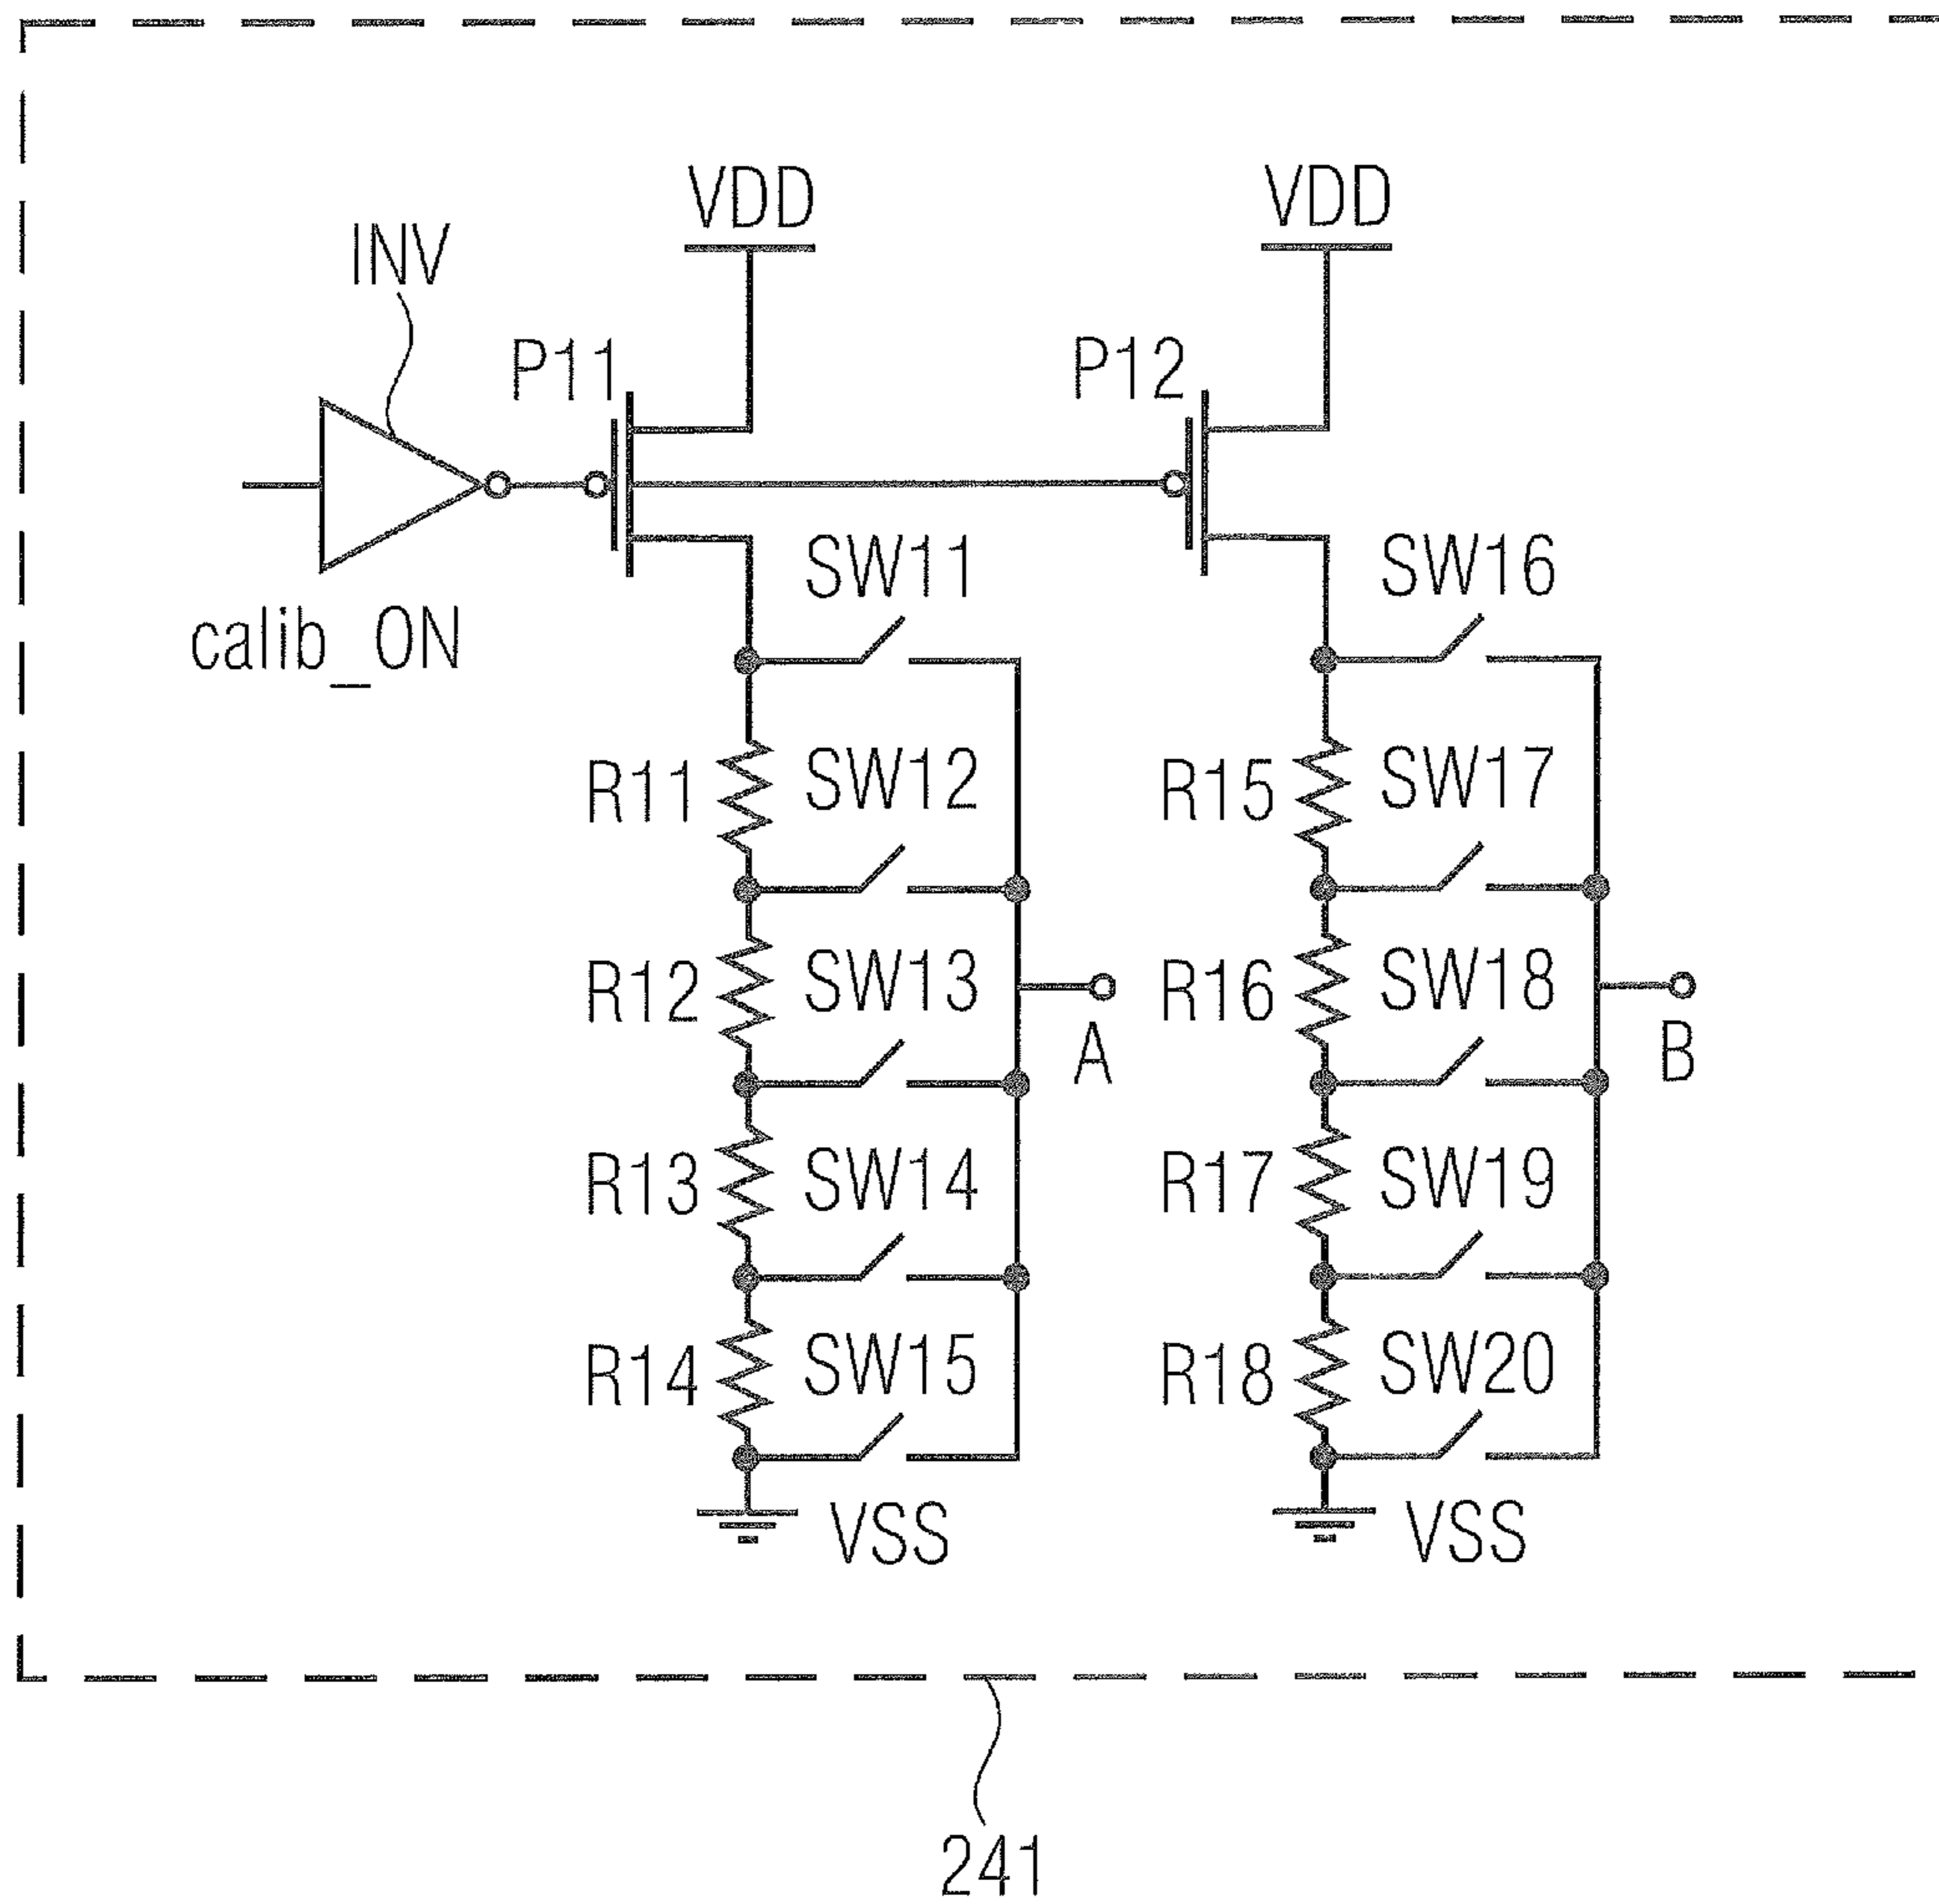 VDD
VDD
INV
P11
P12
calib_ON
SW11
SW16
R11
SW12
R15
SW17
R12
SW13
A
R16
SW18
B
R13
SW14
R17
SW19
R14
SW15
R18
SW20
VSS
VSS
241